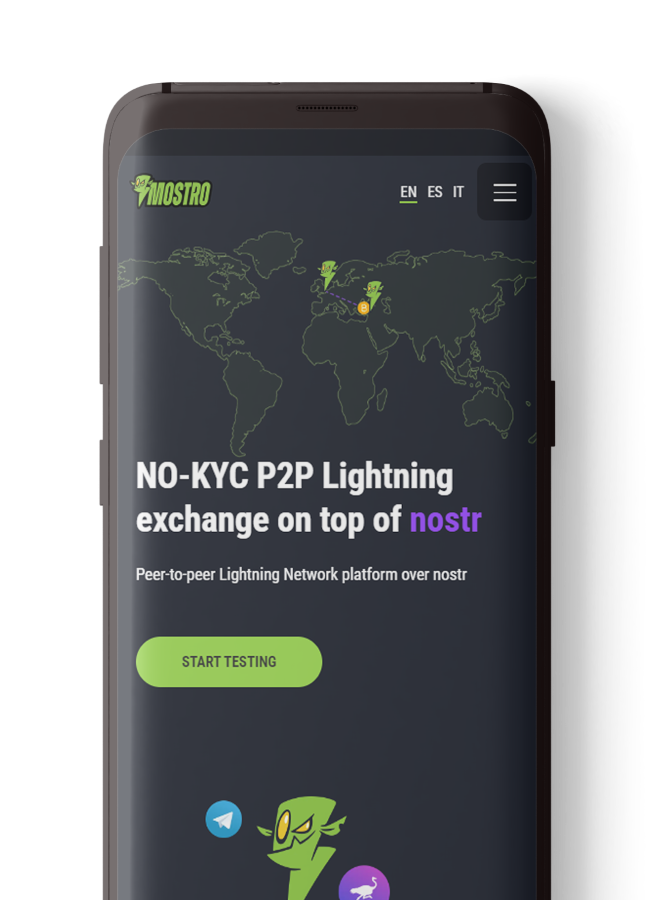 MOSTRO
EN ES IT
NO-KYC P2P Lightning
exchange on top of nostr
Peer-to-peer Lightning Network platform over nostr
START TESTING